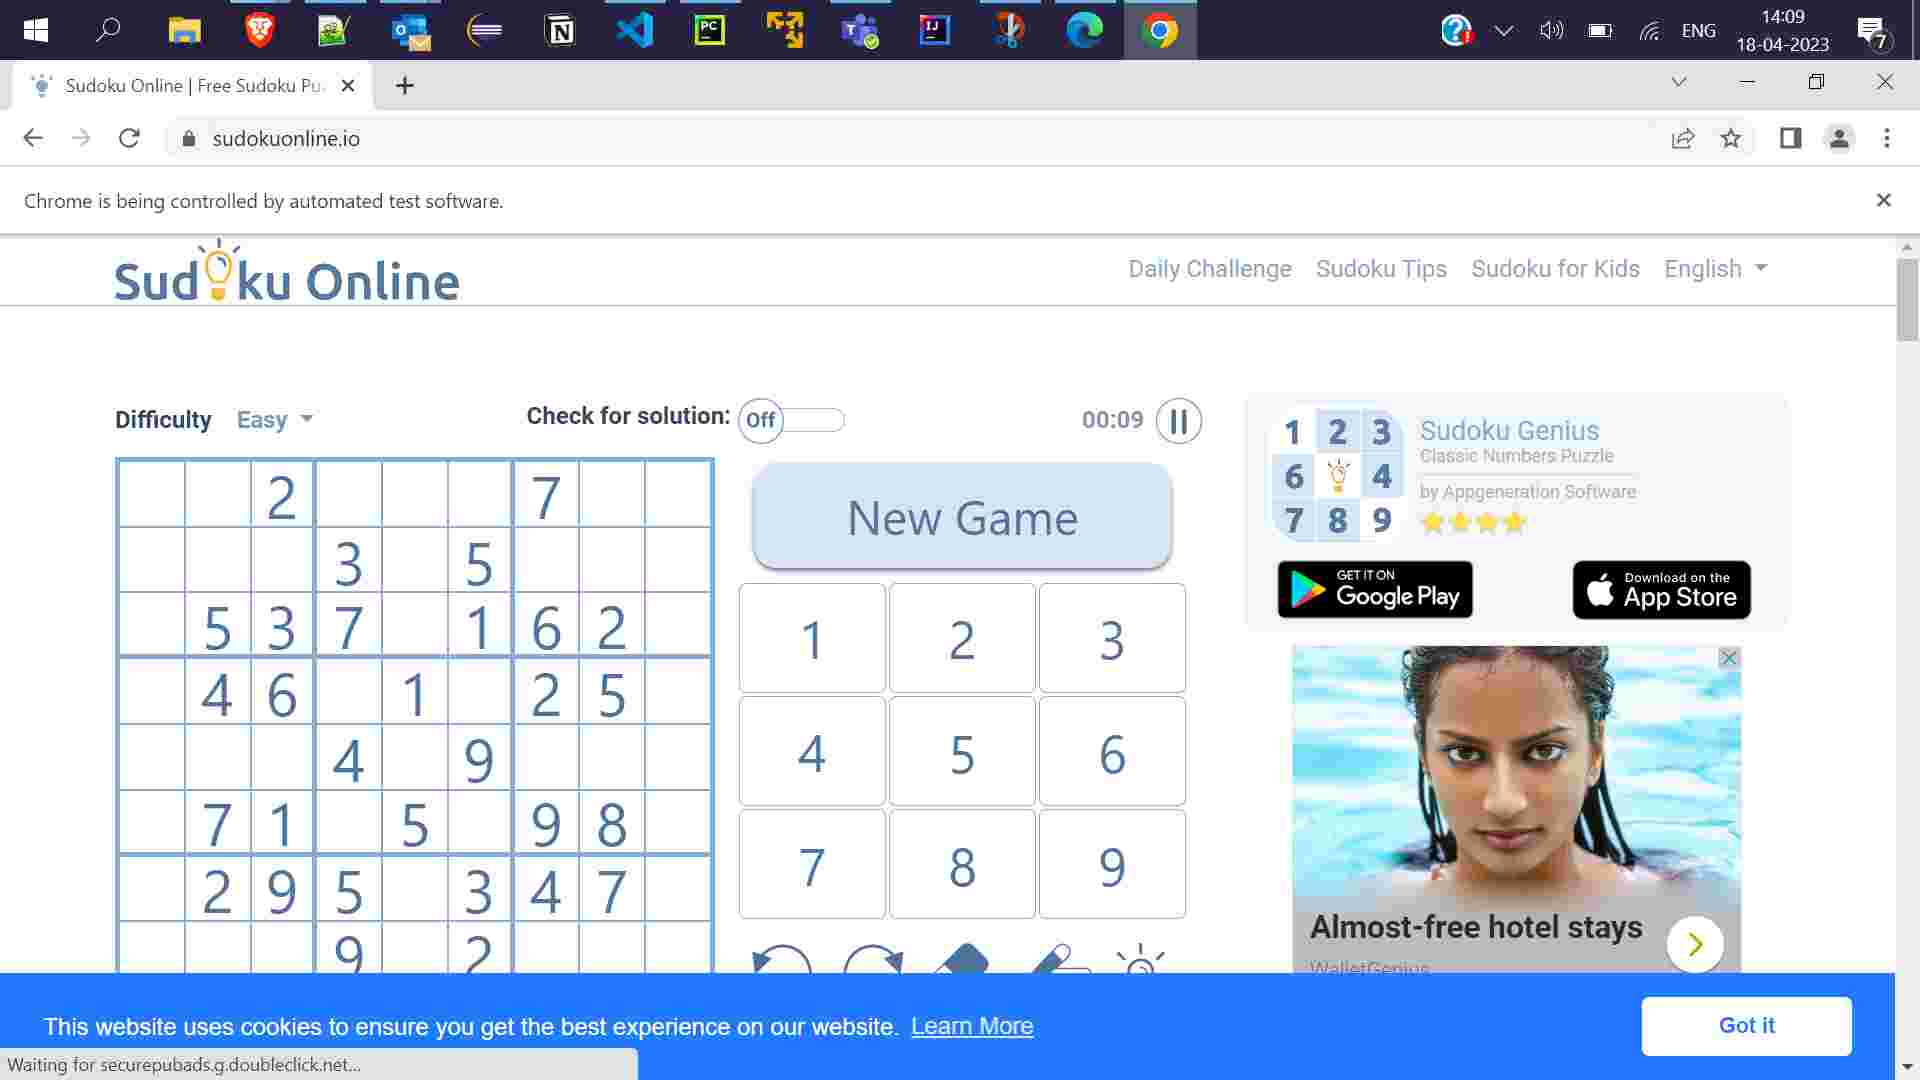 14:09
ENG
18-04-2023
7
Sudoku Online | Free Sudoku Pu
sudokuonline.io
Chrome is being controlled by automated test software.
Sudoku Online
Daily Challenge Sudoku Tips Sudoku for Kids English
Difficulty Easy
Check for solution: Off
00:09
2 7
3 5
5 3 7 1 6 2
4 6 1 2 5
4 9
7 1 5 9 8
2 9 5 3 4 7
9 2
New Game
1 2 3
4 5 6
7 8 9
1 2 3
6 4
7 8 9
Sudoku Genius
Classic Numbers Puzzle
by Appgeneration Software
GET IT ON
Google Play
Download on the
App Store
Almost-free hotel stays
WalletGenius
This website uses cookies to ensure you get the best experience on our website. Learn More
Got it
Waiting for securepubads.g.doubleclick.net...